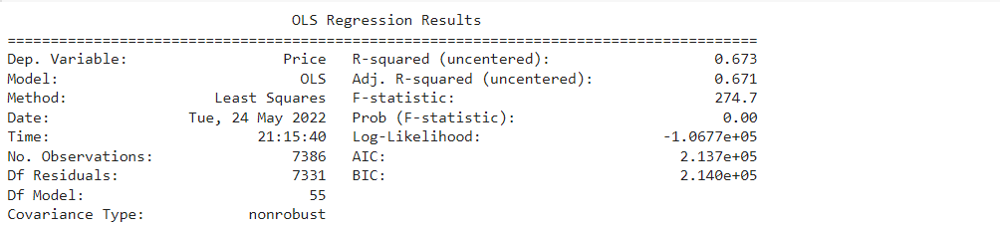 OLS Regression Results
==============================================================================
Dep. Variable: Price R-squared (uncentered): 0.673
Model: OLS Adj. R-squared (uncentered): 0.671
Method: Least Squares F-statistic: 274.7
Date: Tue, 24 May 2022 Prob (F-statistic): 0.00
Time: 21:15:40 Log-Likelihood: -1.0677e+05
No. Observations: 7386 AIC: 2.137e+05
Df Residuals: 7331 BIC: 2.140e+05
Df Model: 55
Covariance Type: nonrobust